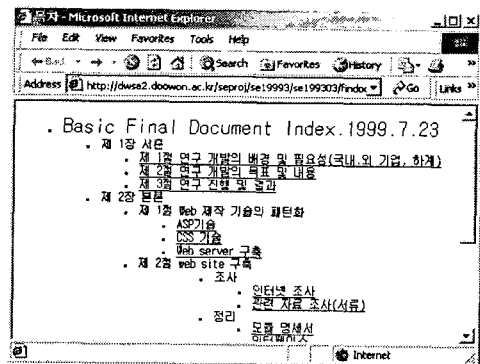 - Microsoft Internet Explorer
File Edit View Favorites Tools Help
Search Favorites History »
Address http://dwse2.doowon.ac.kr/seproj/se19993/se199303/findoc Go Links »
Basic Final Document Index.1999.7.23
제 1장 서론
제 1절 연구 개발의 배경 및 필요성(국내.외 기업, 학계)
제 2절 연구 개발의 목표 및 내용
제 3절 연구 진행 및 결과
제 2장 본론
제 1절 Web 제작 기술의 패턴화
ASP기술
CSS 기술
Web server 구축
제 2절 web site 구축
조사
인터넷 조사
관련 자료 조사(서류)
정리
모듈 명세서
인터페이스
Internet